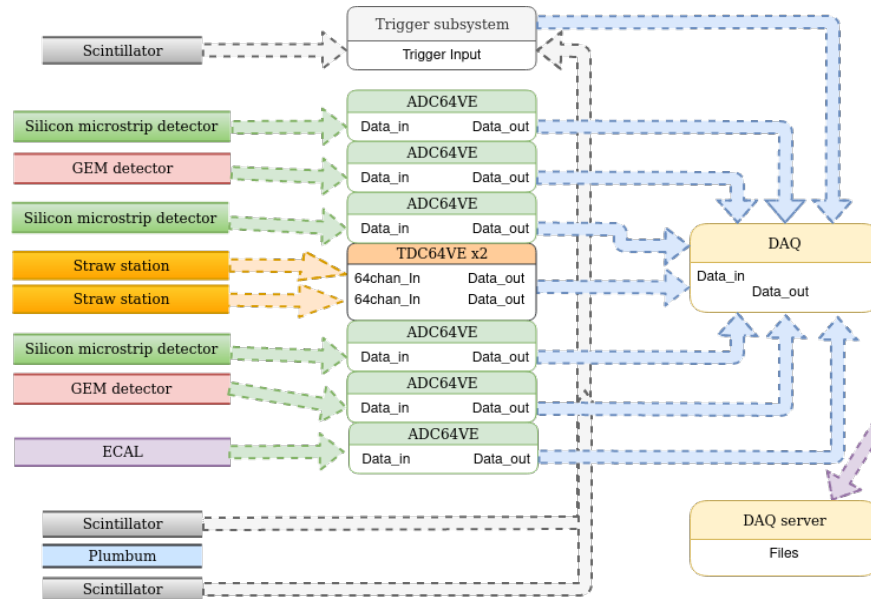 Trigger subsystem
Scintillator
Trigger Input
ADC64VE
Silicon microstrip detector
Data_in Data_out
ADC64VE
GEM detector
Data_in Data_out
ADC64VE
Silicon microstrip detector
Data_in Data_out
DAQ
TDC64VE x2
Straw station
64chan_In Data_out
Data_in
Straw station
64chan_In Data_out
Data_out
ADC64VE
Silicon microstrip detector
Data_in Data_out
ADC64VE
GEM detector
Data_in Data_out
ADC64VE
ECAL
Data_in Data_out
Scintillator
DAQ server
Plumbum
Files
Scintillator